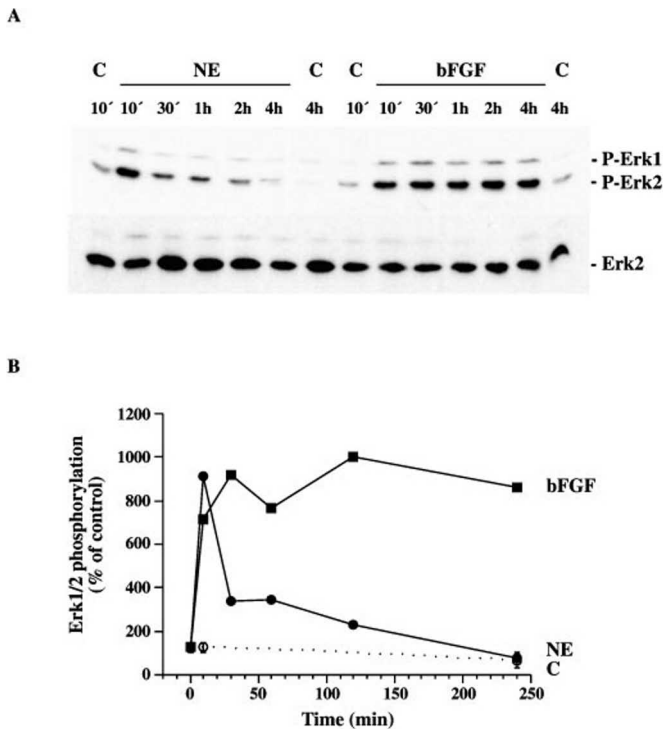 A
C NE C C bFGF C
10´ 10´ 30´ 1h 2h 4h 4h 10´ 10´ 30´ 1h 2h 4h 4h
- P-Erk1
- P-Erk2
- Erk2
B
Erk1/2 phosphorylation
(% of control)
1200
1000
800
600
400
200
0
bFGF
NE
C
0 50 100 150 200 250
Time (min)